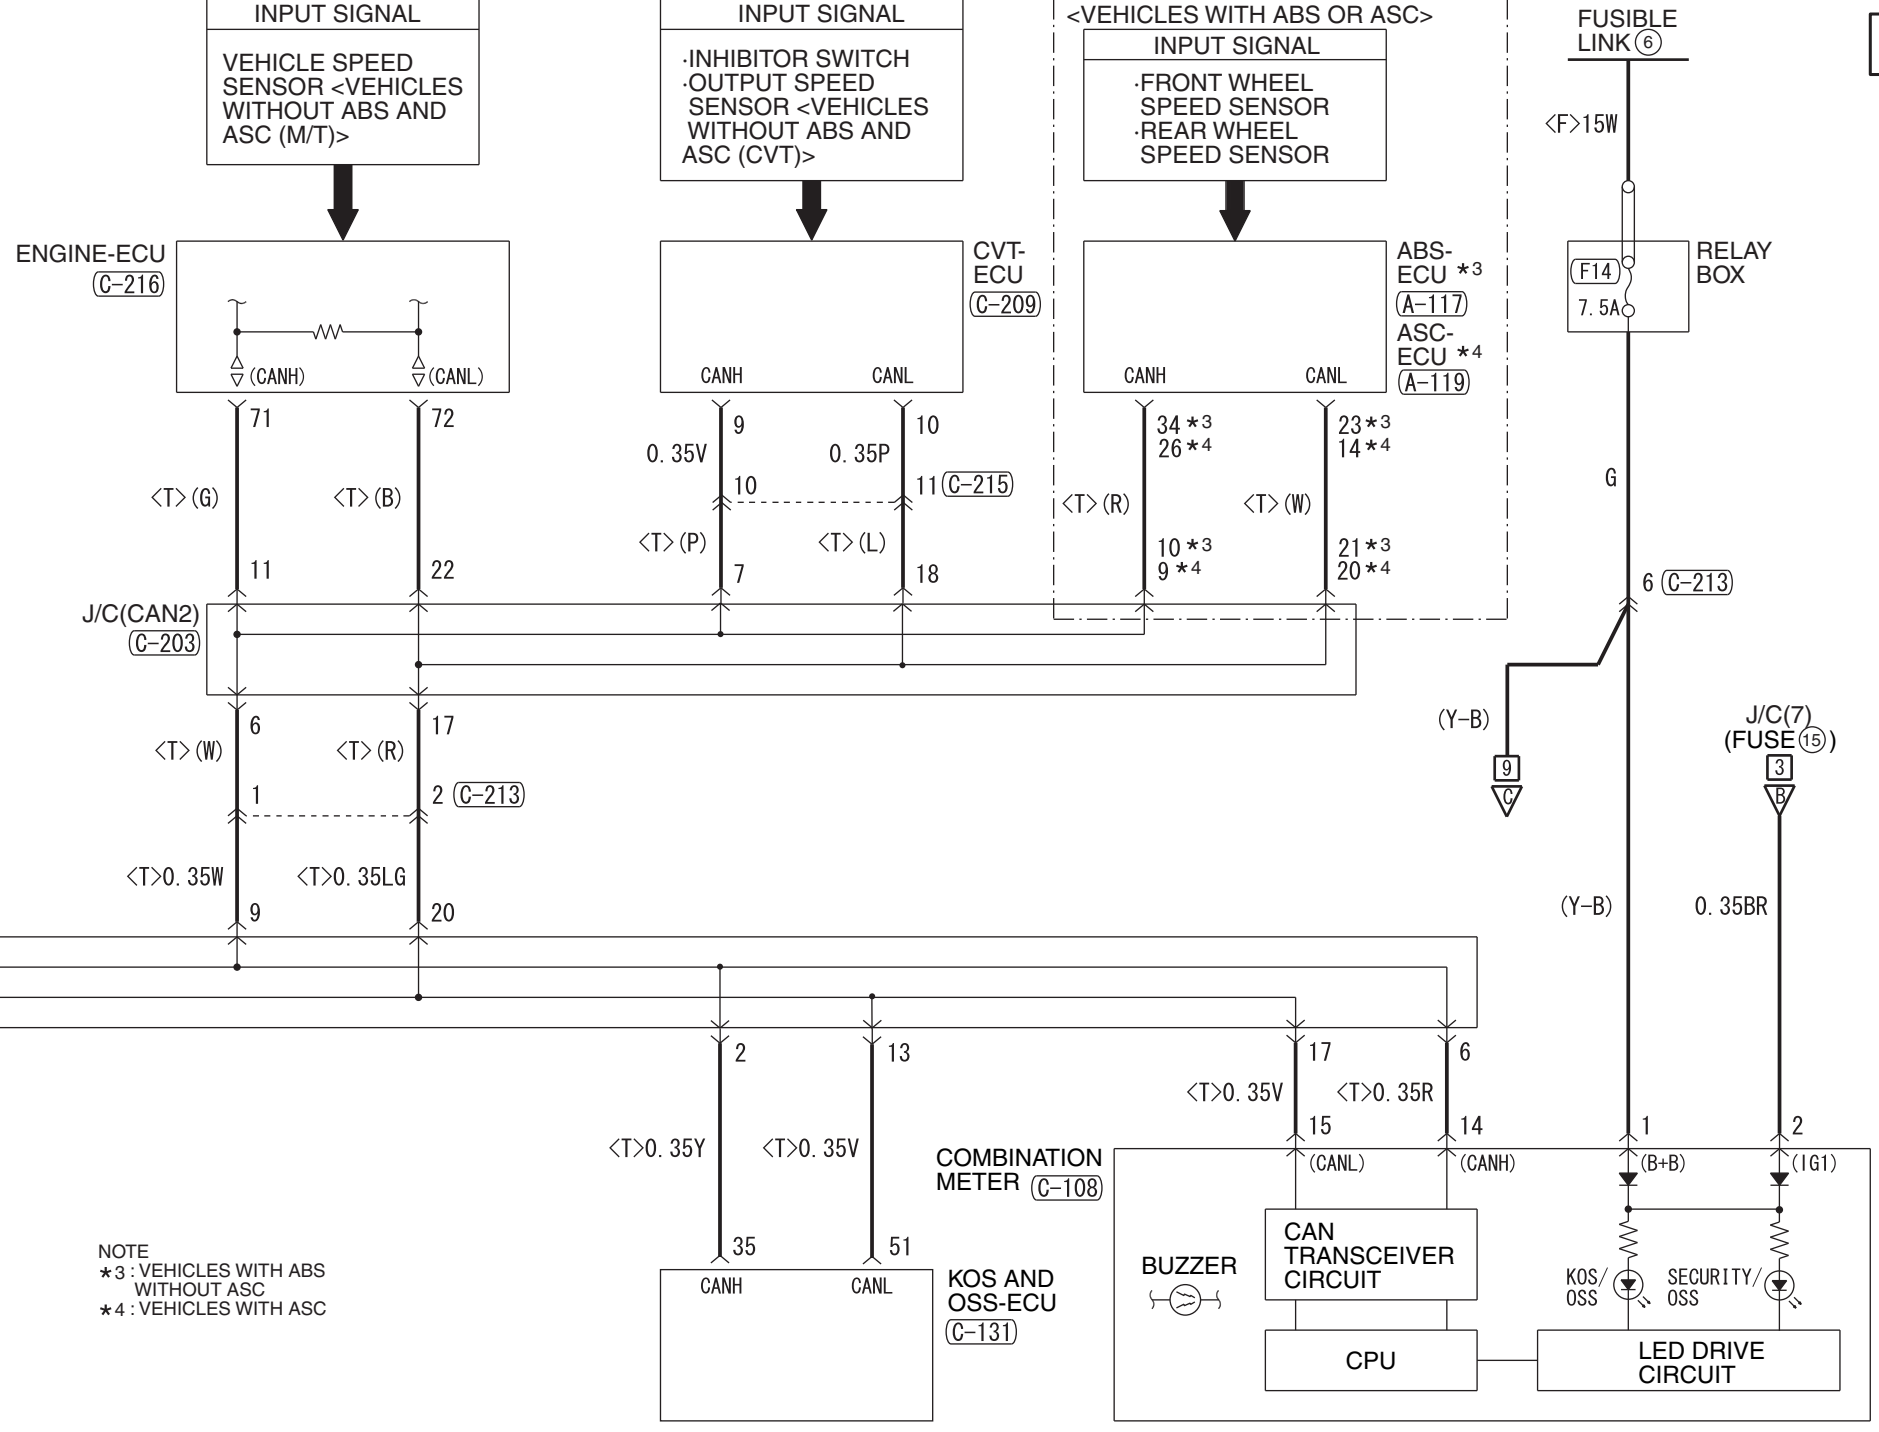 INPUT SIGNAL
VEHICLE SPEED
SENSOR <VEHICLES
WITHOUT ABS AND
ASC (M/T)>
INPUT SIGNAL
·INHIBITOR SWITCH
·OUTPUT SPEED
SENSOR <VEHICLES
WITHOUT ABS AND
ASC (CVT)>
<VEHICLES WITH ABS OR ASC>
INPUT SIGNAL
·FRONT WHEEL
SPEED SENSOR
·REAR WHEEL
SPEED SENSOR
FUSIBLE
LINK 6
<F>15W
ENGINE-ECU
C-216
(CANH)
(CANL)
CVT-
ECU
C-209
CANH
CANL
ABS-
ECU *3
A-117
ASC-
ECU *4
A-119
CANH
CANL
F14
7.5A
RELAY
BOX
71
72
9
10
34 *3
26 *4
23 *3
14 *4
0.35V
0.35P
10
11 C-215
<T>(G)
<T>(B)
<T>(R)
<T>(W)
G
<T>(P)
<T>(L)
11
22
7
18
10 *3
9 *4
21 *3
20 *4
6 C-213
J/C(CAN2)
C-203
6
17
<T>(W)
<T>(R)
(Y-B)
9
C
J/C(7)
(FUSE 15)
3
B
1
2 C-213
<T>0.35W
<T>0.35LG
(Y-B)
0.35BR
9
20
2
13
17
6
<T>0.35V
<T>0.35R
<T>0.35Y
<T>0.35V
15
14
1
2
COMBINATION
METER C-108
(CANL)
(CANH)
(B+B)
(IG1)
35
51
CANH
CANL
KOS AND
OSS-ECU
C-131
BUZZER
CAN
TRANSCEIVER
CIRCUIT
KOS/
OSS
SECURITY/
OSS
CPU
LED DRIVE
CIRCUIT
NOTE
*3 : VEHICLES WITH ABS
WITHOUT ASC
*4 : VEHICLES WITH ASC